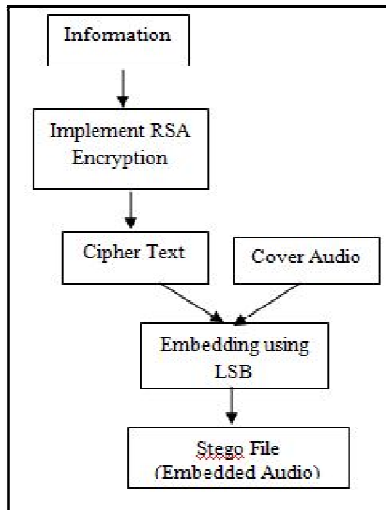 Information
Implement RSA
Encryption
Cipher Text
Cover Audio
Embedding using
LSB
Stego File
(Embedded Audio)